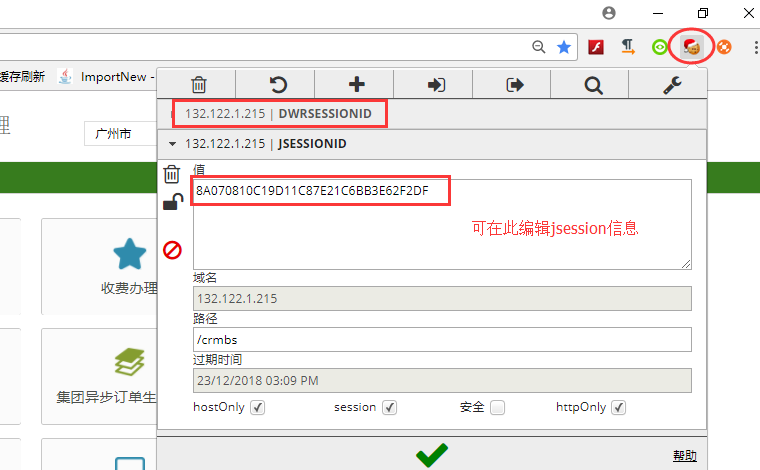 缓存刷新 ImportNew -
理
广州市
132.122.1.215 | DWRSESSIONID
132.122.1.215 | JSESSIONID
值
8A070810C19D11C87E21C6BB3E62F2DF
可在此编辑jsession信息
域名
132.122.1.215
路径
/crmbs
过期时间
23/12/2018 03:09 PM
hostOnly session 安全 httpOnly
收费办理
集团异步订单生
帮助